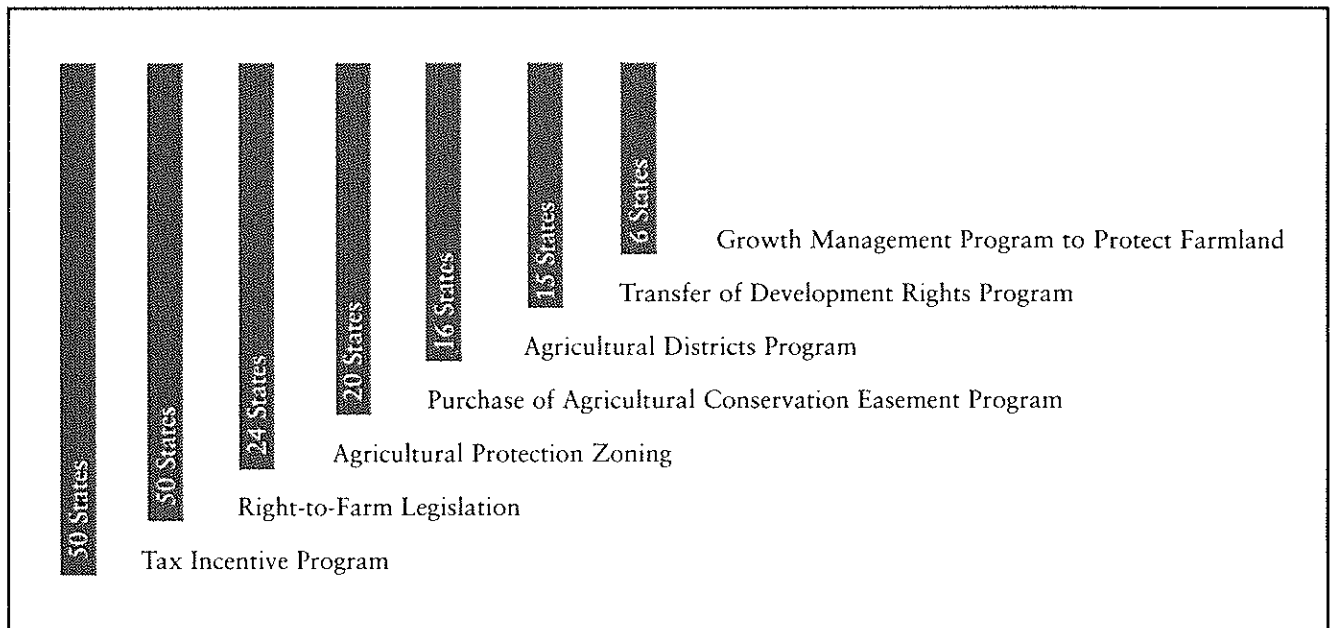 50 States
50 States
24 States
20 States
16 States
15 States
6 States
Growth Management Program to Protect Farmland
Transfer of Development Rights Program
Agricultural Districts Program
Purchase of Agricultural Conservation Easement Program
Agricultural Protection Zoning
Right-to-Farm Legislation
Tax Incentive Program